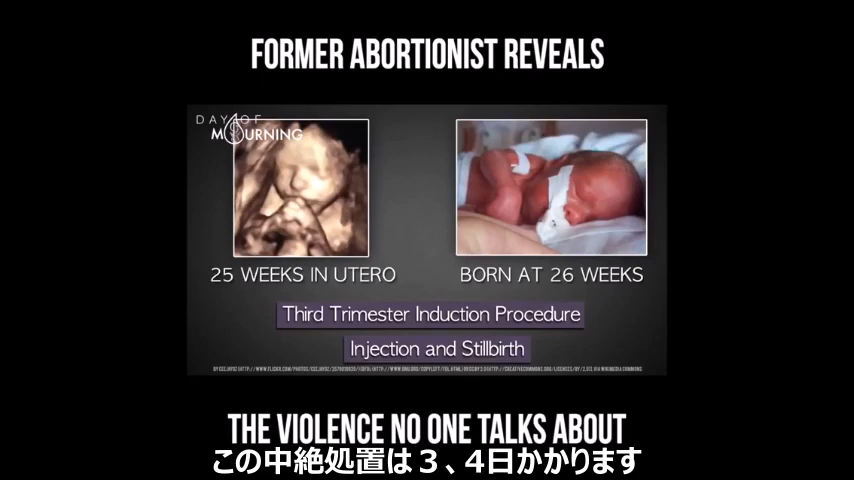 FORMER ABORTIONIST REVEALS
DAY OF
MOURNING
25 WEEKS IN UTERO
BORN AT 26 WEEKS
Third Trimester Induction Procedure
Injection and Stillbirth
THE VIOLENCE NO ONE TALKS ABOUT
この中絶処置は３、４日かかります